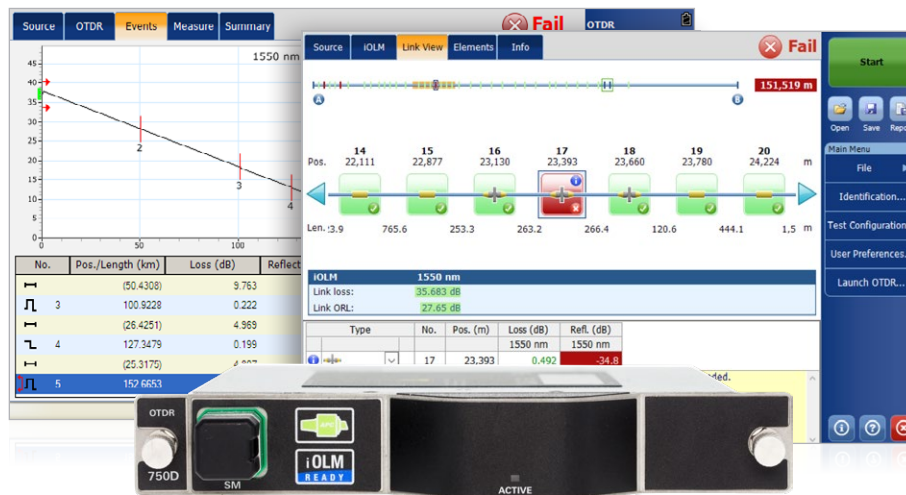 Source OTDR Events Measure Summary Fail OTDR
1550 nm
45
40
35
30
25
20
15
10
5
0
0 50 100
2
3
4
No. Pos./Length (km) Loss (dB)
(50.4308) 9.763
3 100.9228 0.222
(26.4251) 4.969
4 127.3479 0.199
(25.3175)
5 152.6653
Source iOLM Link View Elements Info Fail
151,519 m
A B
14 15 16 17 18 19 20
Pos. 22,111 22,877 23,130 23,393 23,660 23,780 24,224 m
Len. 765.6 253.3 263.2 266.4 120.6 444.1 1.5 m
iOLM 1550 nm
Link loss: 35.683 dB
Link ORL: 27.65 dB
Type No. Pos. (m) Loss (dB) Refl. (dB)
1550 nm 1550 nm
17 23,393 0.492 -34.8
Start
Open Save
Main Menu
File
Identification...
Test Configuration
User Preferences.
Launch OTDR...
OTDR
750D
SM
APC
iOLM
READY
ACTIVE